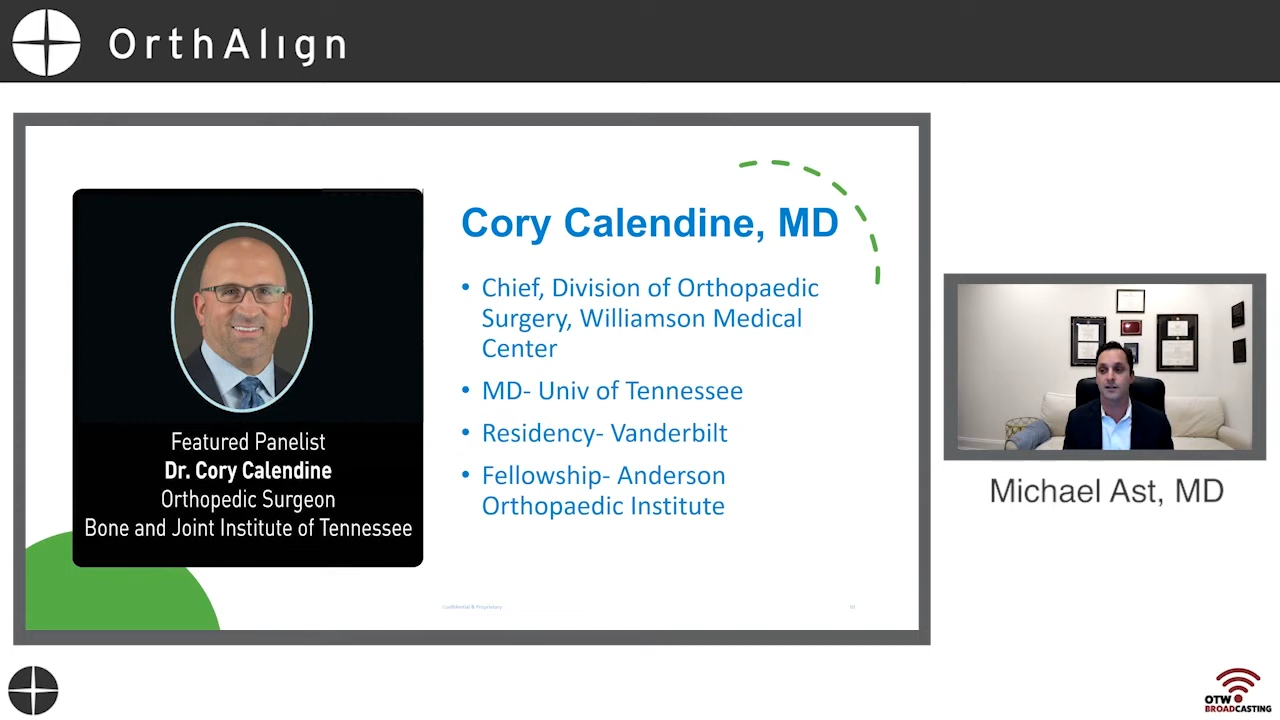 OrthAlign
Cory Calendine, MD
• Chief, Division of Orthopaedic
Surgery, Williamson Medical
Center
• MD- Univ of Tennessee
• Residency- Vanderbilt
• Fellowship- Anderson
Orthopaedic Institute
Featured Panelist
Dr. Cory Calendine
Orthopedic Surgeon
Bone and Joint Institute of Tennessee
Confidential & Proprietary
Michael Ast, MD
OTW
BROADCASTING